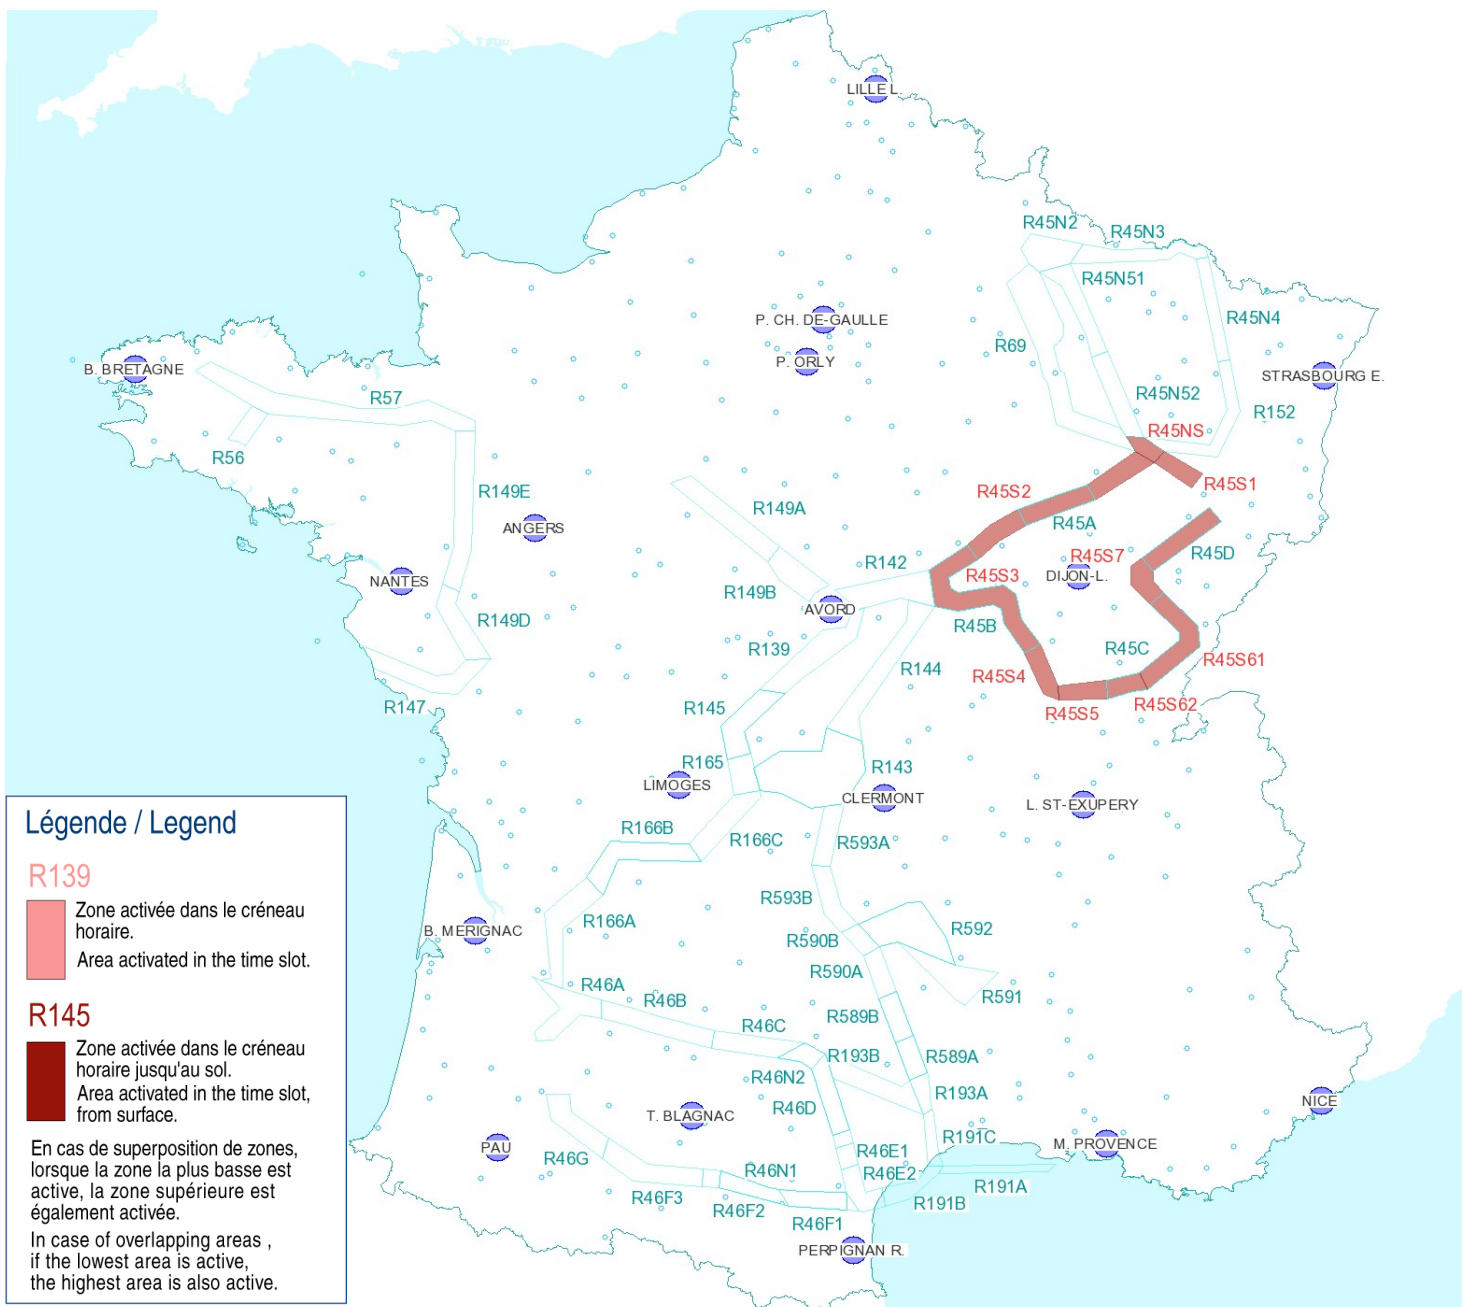 LILLE L.
R45N2
R45N3
R45N51
P. CH. DE-GAULLE
R45N4
R69
P. ORLY
B. BRETAGNE
STRASBOURG E.
R57
R45N52
R152
R45NS
R56
R149E
R45S2
R45S1
R149A
R45A
ANGERS
R45S7
R45D
R142
R45S3
DIJON-L.
NANTES
R149B
AVORD
R149D
R45B
R139
R45C
R144
R45S61
R45S4
R147
R145
R45S5
R45S62
R165
R143
LIMOGES
CLERMONT
L. ST-EXUPERY
R166B
R166C
R593A
R593B
R166A
R592
B. MERIGNAC
R590B
R590A
R46A
R46B
R591
R46C
R589B
R193B
R589A
R46N2
R193A
R46D
T. BLAGNAC
NICE
R191C
M. PROVENCE
PAU
R46E1
R46G
R46N1
R46E2
R191A
R46F3
R46F2
R191B
R46F1
PERPIGNAN R.
Légende / Legend
R139
Zone activée dans le créneau
horaire.
Area activated in the time slot.
R145
Zone activée dans le créneau
horaire jusqu'au sol.
Area activated in the time slot,
from surface.
En cas de superposition de zones,
lorsque la zone la plus basse est
active, la zone supérieure est
également activée.
In case of overlapping areas ,
if the lowest area is active,
the highest area is also active.